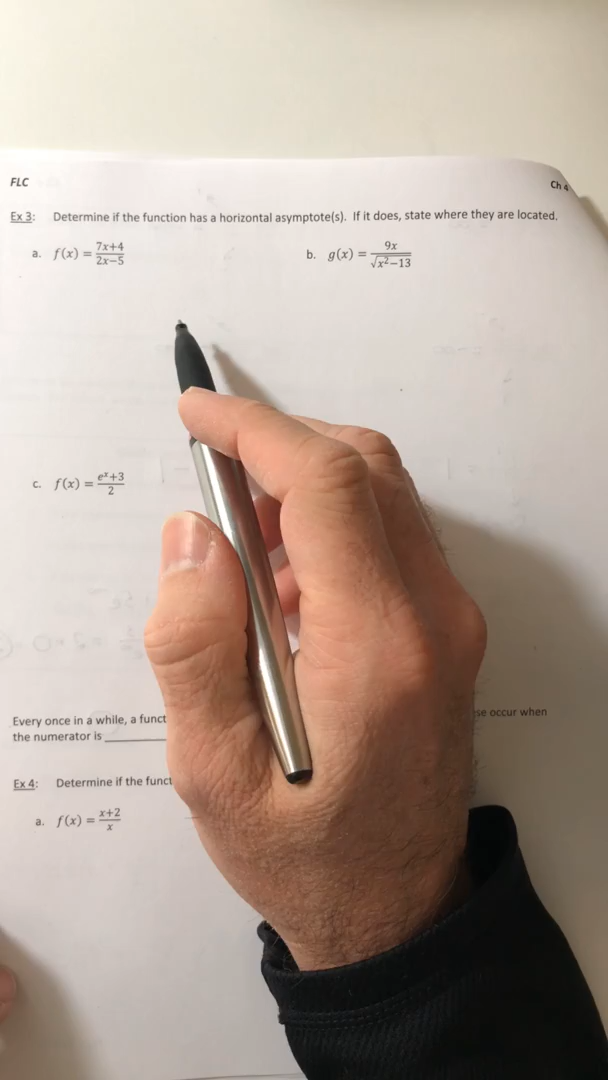 FLC
Ch 4
Ex 3: Determine if the function has a horizontal asymptote(s). If it does, state where they are located.
a. f(x) = 7x+4 / 2x−5
b. g(x) = 9x / √x²−13
c. f(x) = eˣ+3 / 2
Every once in a while, a funct
se occur when
the numerator is ________
Ex 4: Determine if the funct
a. f(x) = x+2 / x